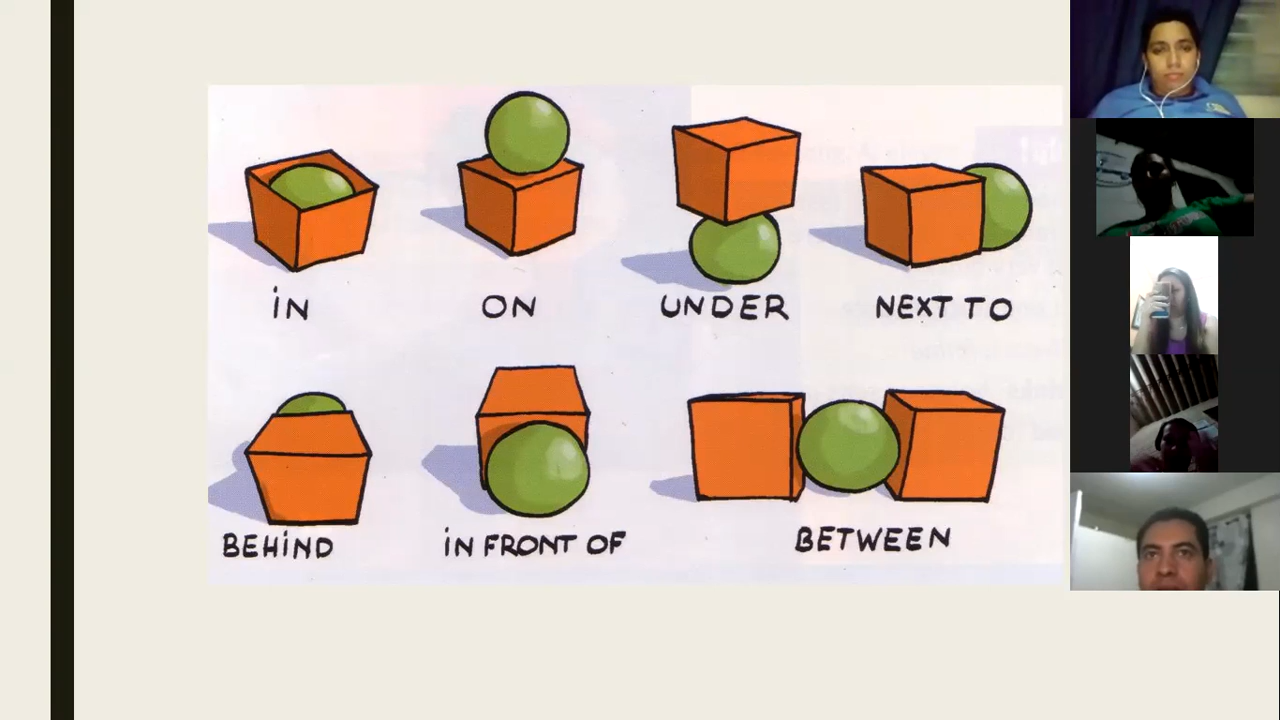 iN
ON
UNDER
NEXT TO
BEHiND
iN FRONT OF
BETWEEN